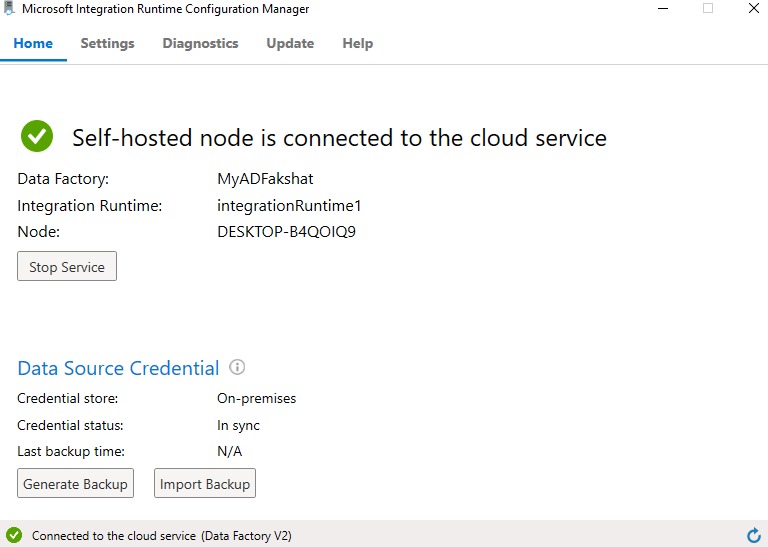 Microsoft Integration Runtime Configuration Manager
Home Settings Diagnostics Update Help
Self-hosted node is connected to the cloud service
Data Factory: MyADFakshat
Integration Runtime: integrationRuntime1
Node: DESKTOP-B4QOIQ9
Stop Service
Data Source Credential
Credential store: On-premises
Credential status: In sync
Last backup time: N/A
Generate Backup Import Backup
Connected to the cloud service (Data Factory V2)